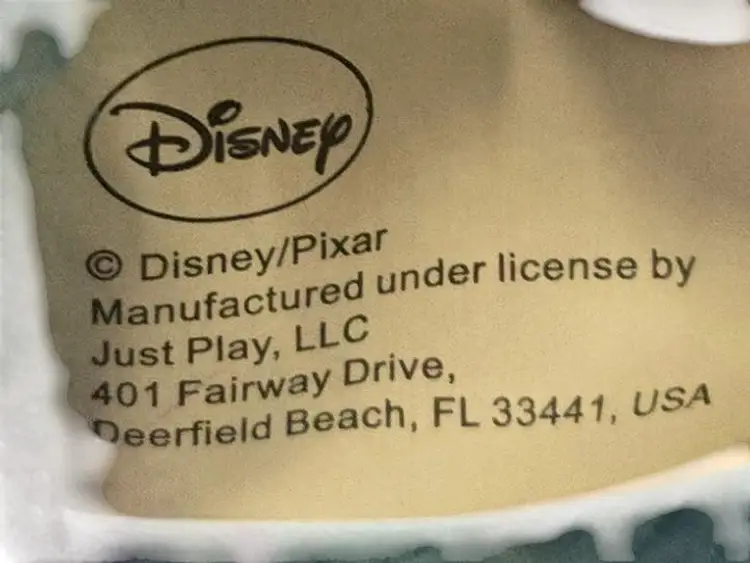 Disney
© Disney/Pixar
Manufactured under license by
Just Play, LLC
401 Fairway Drive,
Deerfield Beach, FL 33441, USA